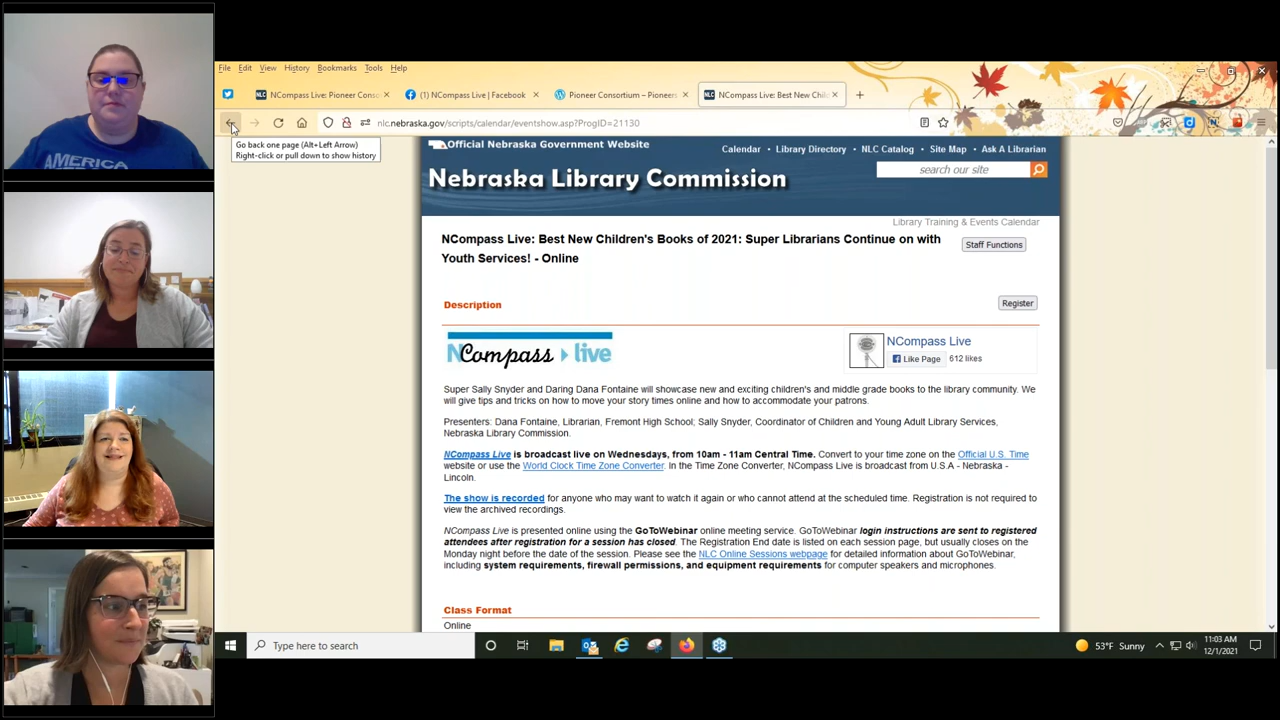 File Edit View History Bookmarks Tools Help
NCompass Live: Pioneer Cons
(1) NCompass Live | Facebook
Pioneer Consortium – Pioneers
NCompass Live: Best New Chil
nlc.nebraska.gov/scripts/calendar/eventshow.asp?ProgID=21130
Go back one page (Alt+Left Arrow)
Right-click or pull down to show history
Official Nebraska Government Website
Calendar · Library Directory · NLC Catalog · Site Map · Ask A Librarian
Nebraska Library Commission
search our site
Library Training & Events Calendar
NCompass Live: Best New Children's Books of 2021: Super Librarians Continue on with
Youth Services! - Online
Staff Functions
Description
Register
NCompass live
NCompass Live
Like Page 612 likes
Super Sally Snyder and Daring Dana Fontaine will showcase new and exciting children's and middle grade books to the library community. We
will give tips and tricks on how to move your story times online and how to accommodate your patrons.
Presenters: Dana Fontaine, Librarian, Fremont High School; Sally Snyder, Coordinator of Children and Young Adult Library Services,
Nebraska Library Commission.
NCompass Live is broadcast live on Wednesdays, from 10am - 11am Central Time. Convert to your time zone on the Official U.S. Time
website or use the World Clock Time Zone Converter. In the Time Zone Converter, NCompass Live is broadcast from U.S.A - Nebraska -
Lincoln.
The show is recorded for anyone who may want to watch it again or who cannot attend at the scheduled time. Registration is not required to
view the archived recordings.
NCompass Live is presented online using the GoToWebinar online meeting service. GoToWebinar login instructions are sent to registered
attendees after registration for a session has closed. The Registration End date is listed on each session page, but usually closes on the
Monday night before the date of the session. Please see the NLC Online Sessions webpage for detailed information about GoToWebinar,
including system requirements, firewall permissions, and equipment requirements for computer speakers and microphones.
Class Format
Online
Type here to search
53°F Sunny
11:03 AM
12/1/2021
AMERICA